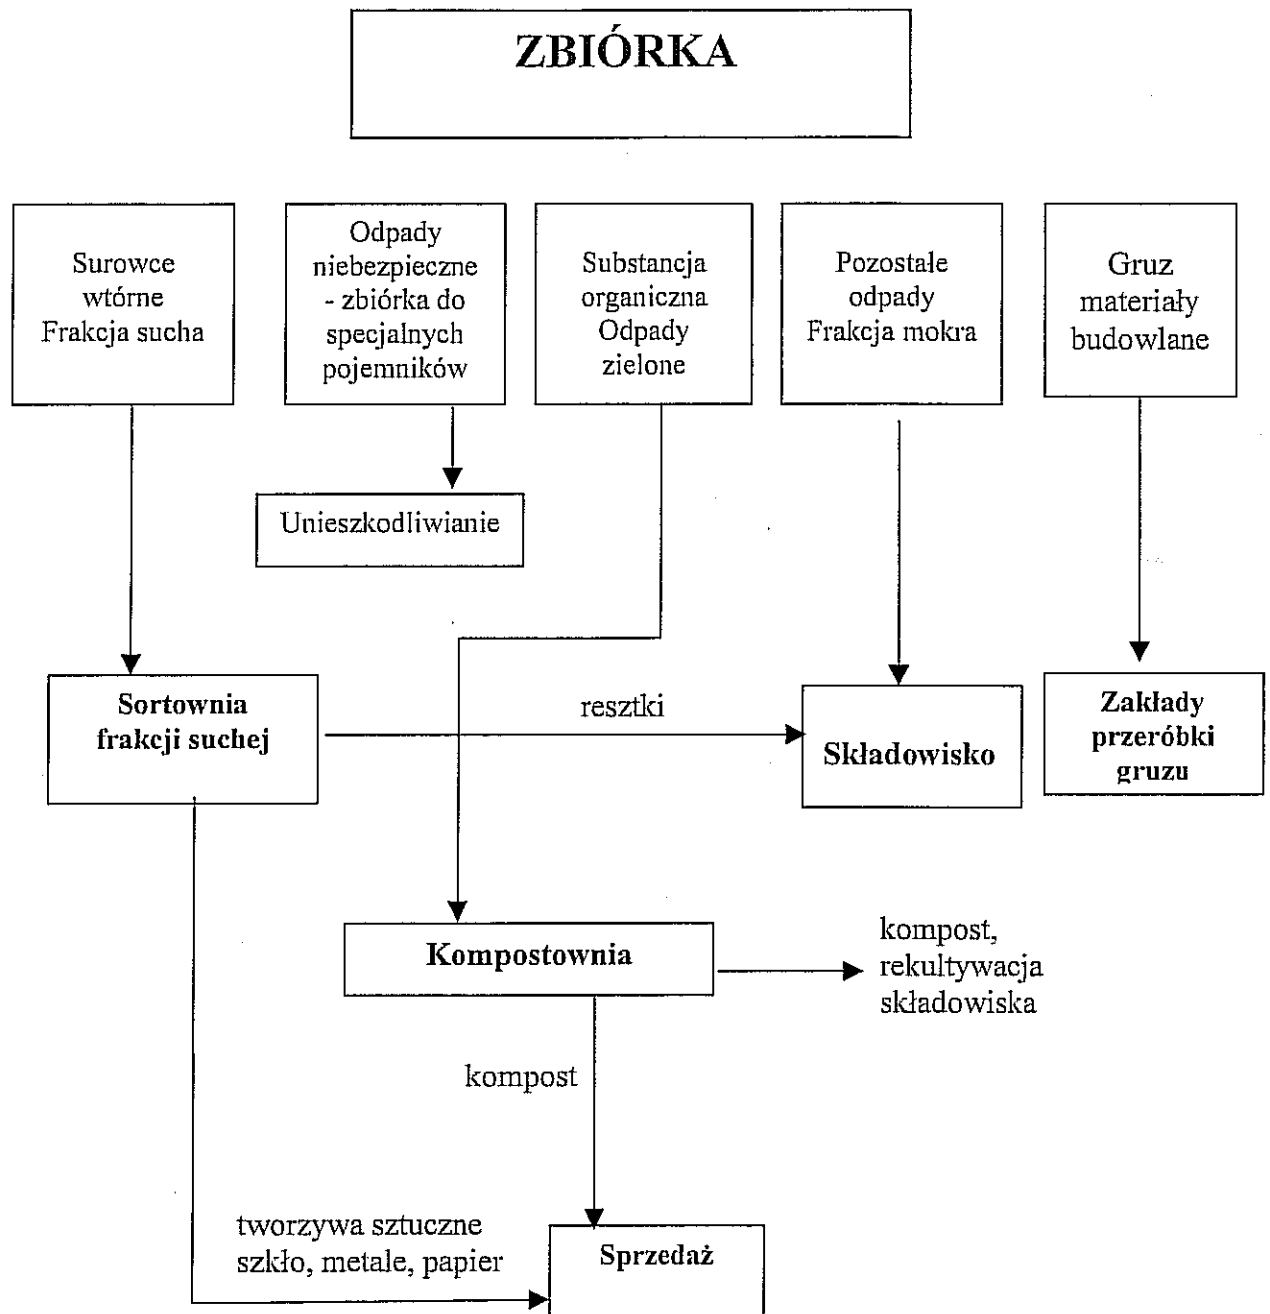 ZBIÓRKA
Surowce
wtórne
Frakcja sucha
Odpady
niebezpieczne
- zbiórka do
specjalnych
pojemników
Substancja
organiczna
Odpady
zielone
Pozostałe
odpady
Frakcja mokra
Gruz
materiały
budowlane
Unieszkodliwianie
Sortownia
frakcji suchej
resztki
Składowisko
Zakłady
przeróbki
gruzu
Kompostownia
kompost,
rekultywacja
składowiska
kompost
tworzywa sztuczne
szkło, metale, papier
Sprzedaż